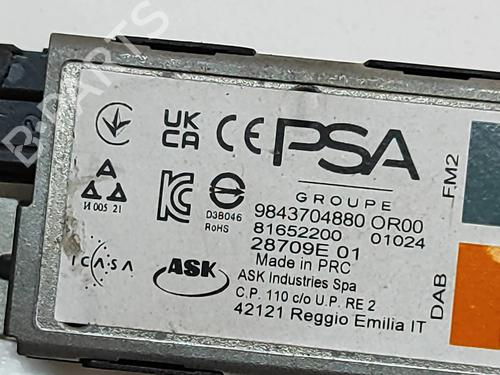 B-PARTS
UK
CA
CE
PSA
GROUPE
FM2
A
И 005 21
D3B046
RoHS
9843704880 OR00
81652200 01024
28709E 01
Made in PRC
ICASA
ASK
ASK Industries Spa
C.P. 110 c/o U.P. RE 2
42121 Reggio Emilia IT
DAB